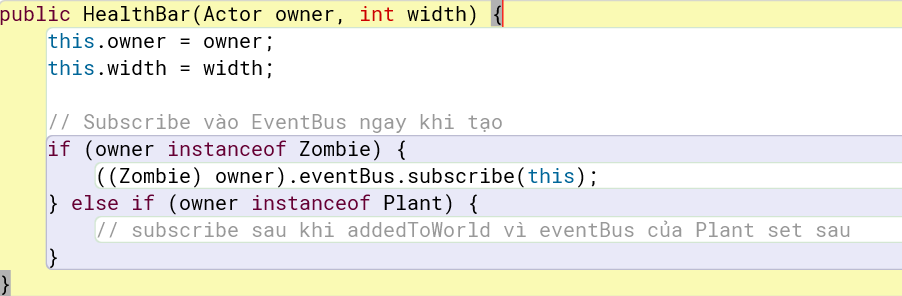 public HealthBar(Actor owner, int width) {
this.owner = owner;
this.width = width;
// Subscribe vào EventBus ngay khi tạo
if (owner instanceof Zombie) {
((Zombie) owner).eventBus.subscribe(this);
} else if (owner instanceof Plant) {
// subscribe sau khi addedToWorld vì eventBus của Plant set sau
}
}